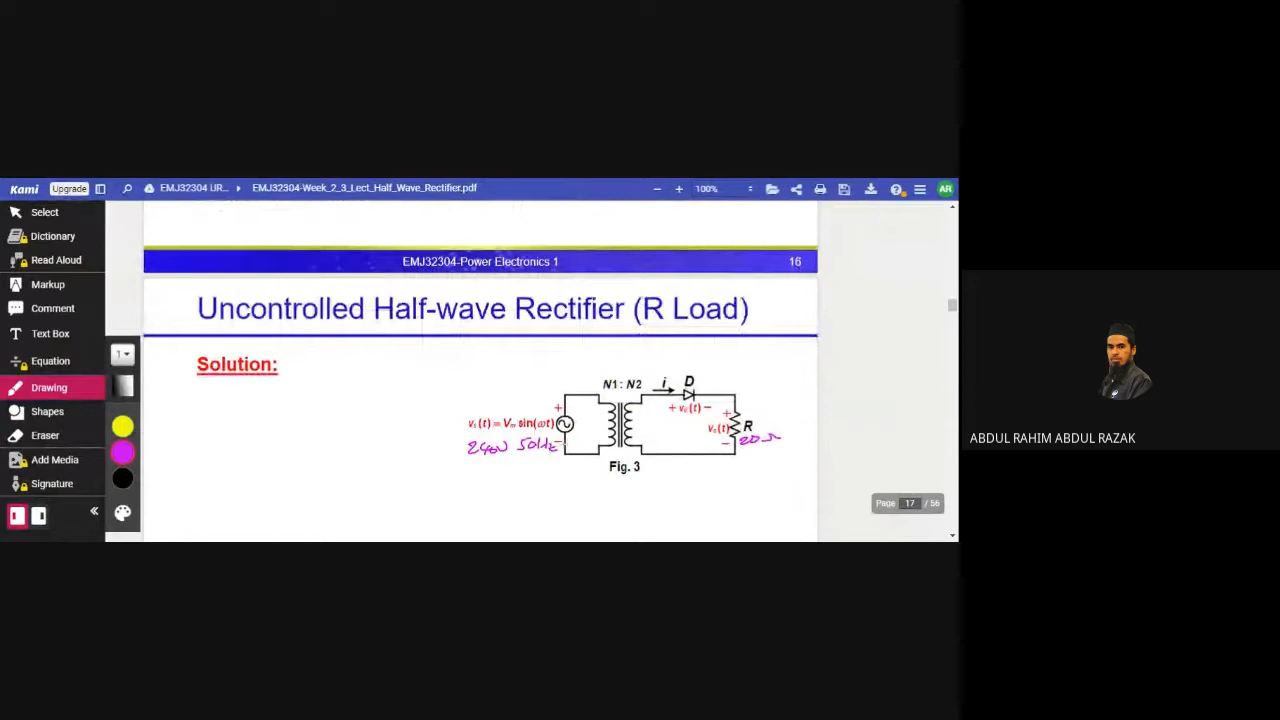 Kami Upgrade EMJ32304 UR... EMJ32304-Week_2_3_Lect_Half_Wave_Rectifier.pdf 100% AR
Select
Dictionary
Read Aloud
Markup
Comment
Text Box
Equation
Drawing
Shapes
Eraser
Add Media
Signature
1
EMJ32304-Power Electronics 1 16
Uncontrolled Half-wave Rectifier (R Load)
Solution:
N1 : N2 i D
+ vd(t) −
+ +
vs(t) = Vm sin(ωt) vo(t) R
− −
240V 50Hz 20Ω
Fig. 3
Page 17 / 56
ABDUL RAHIM ABDUL RAZAK